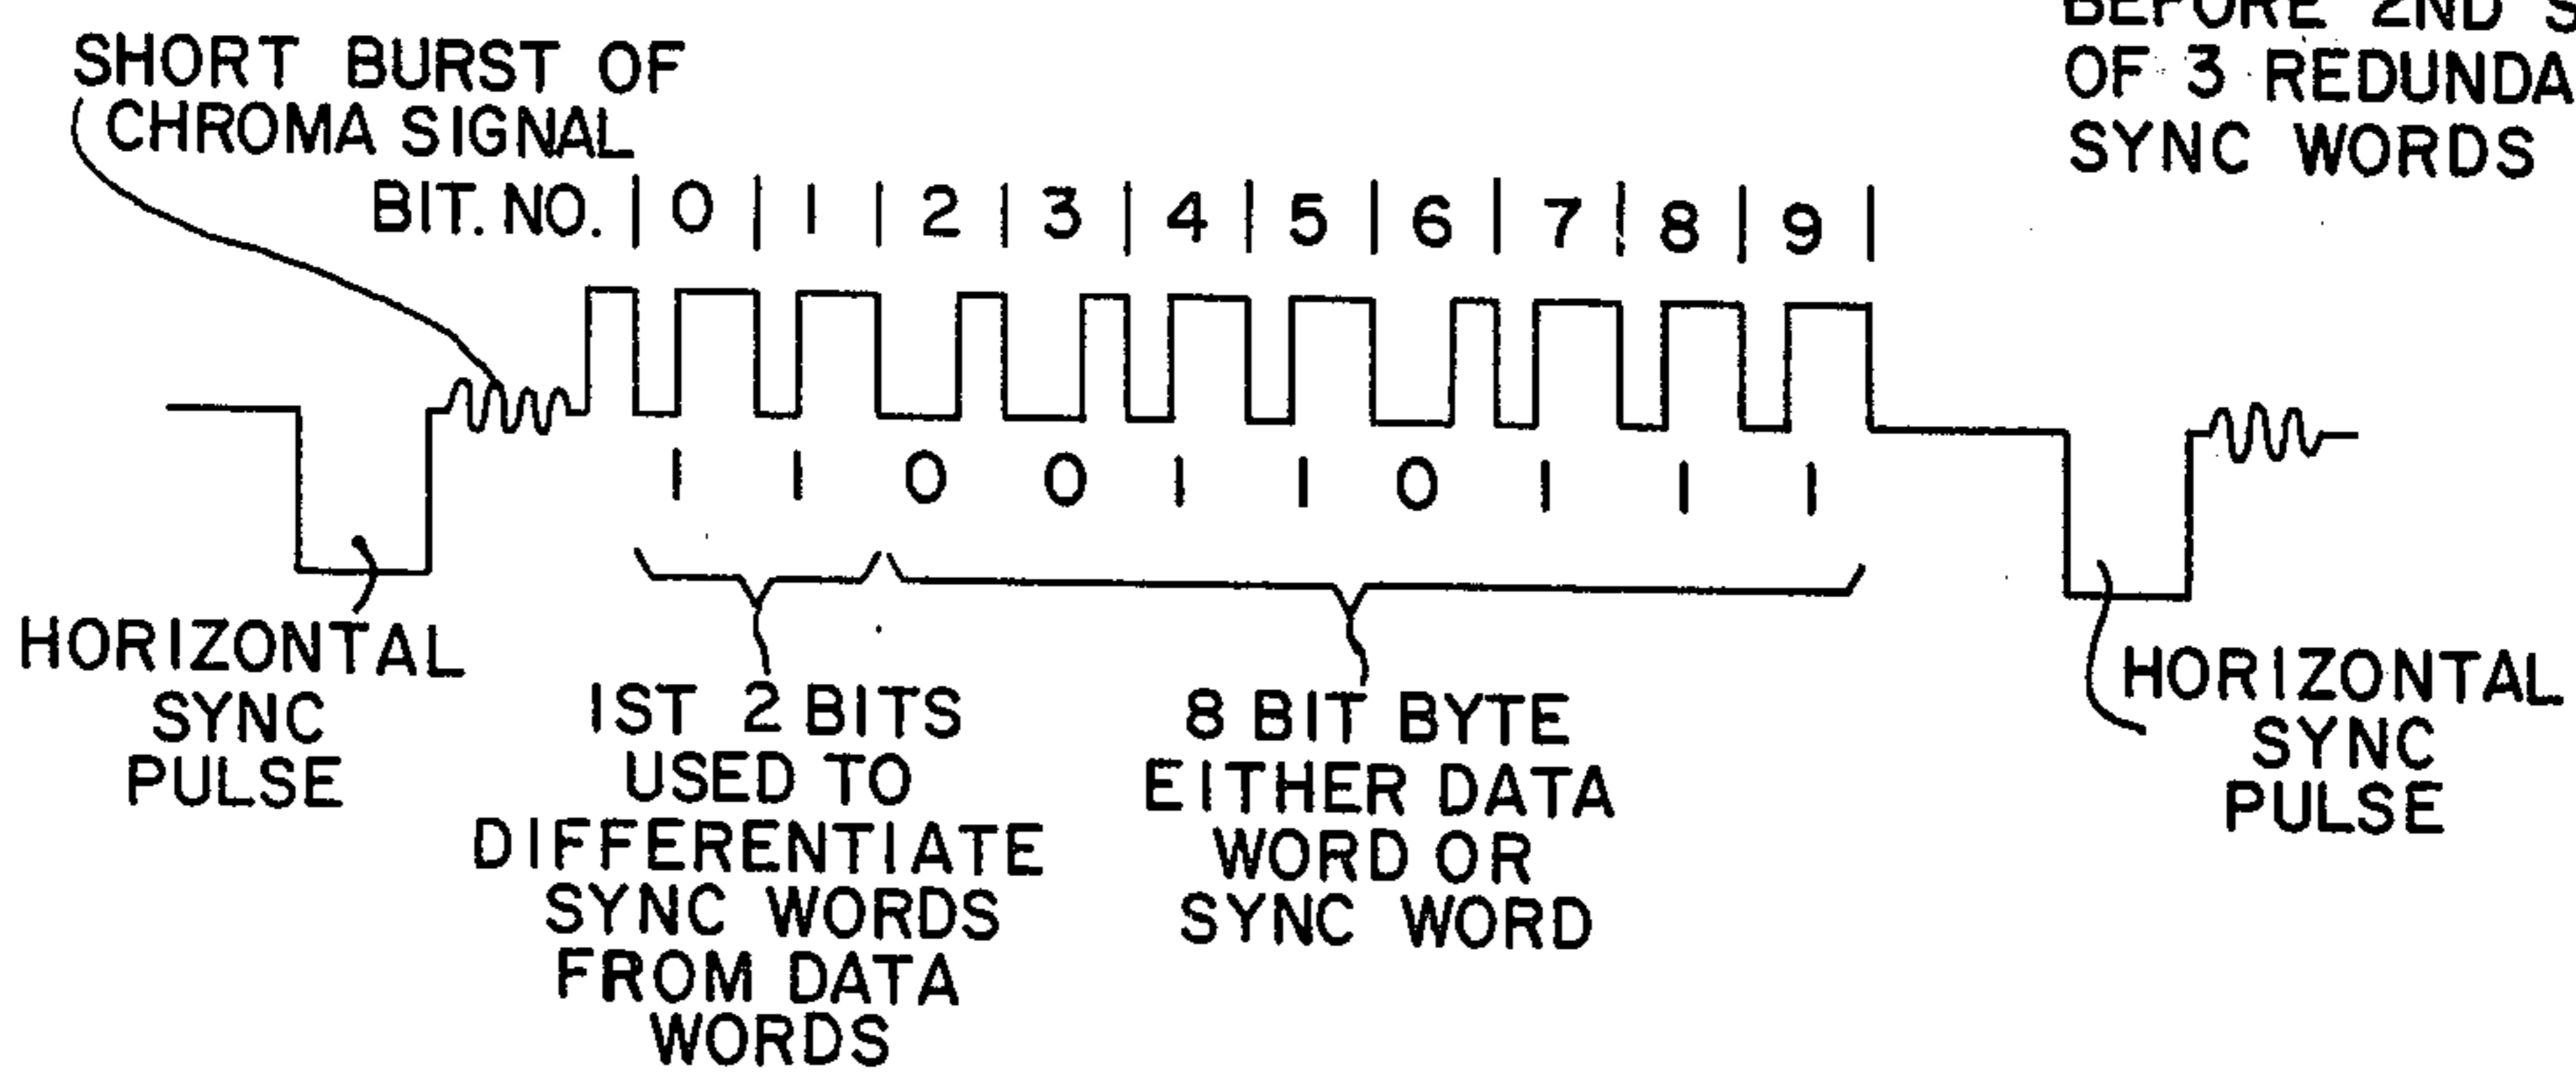 SHORT BURST OF
CHROMA SIGNAL
BEFORE 2ND
OF 3
SYNC WORDS
BIT. NO. | 0 | 1 | 2 | 3 | 4 | 5 | 6 | 7 | 8 | 9 |
1 1 0 0 1 1 0 1 1 1
HORIZONTAL
SYNC
PULSE
1ST 2 BITS
USED TO
DIFFERENTIATE
SYNC WORDS
FROM DATA
WORDS
8 BIT BYTE
EITHER DATA
WORD OR
SYNC WORD
HORIZONTAL
SYNC
PULSE